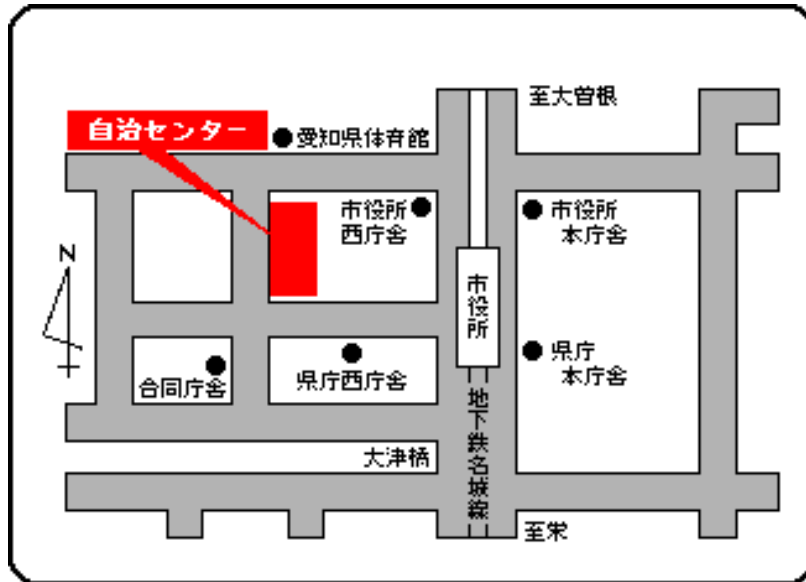 至大曽根
自治センター
愛知県体育館
市役所
西庁舎
市役所
本庁舎
N
市役所
県庁
本庁舎
合同庁舎
県庁西庁舎
地下鉄名城線
大津橋
至栄